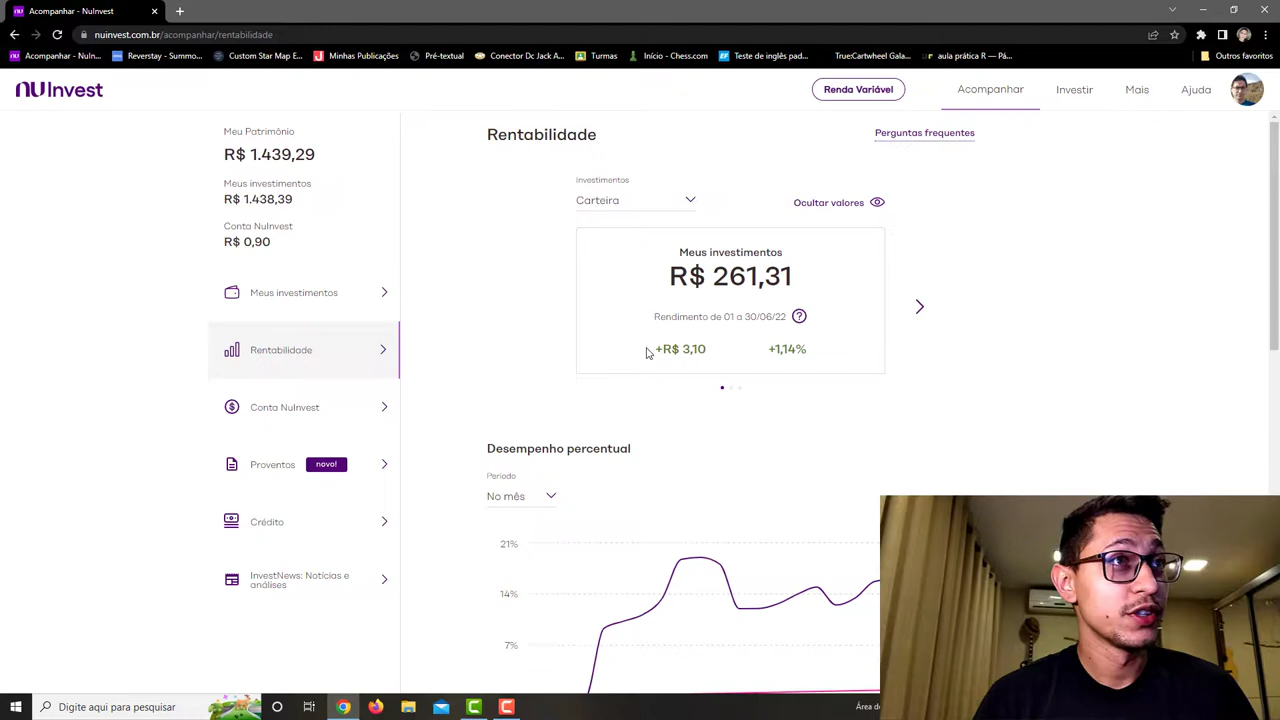 Acompanhar - NuInvest
nuinvest.com.br/acompanhar/rentabilidade
Acompanhar - NuIn...
Reverstay - Summo...
Custom Star Map E...
Minhas Publicações
Pré-textual
Conector Dc Jack A...
Turmas
Início - Chess.com
Teste de inglês pad...
True:Cartwheel Gala...
aula prática R — Pá...
Outros favoritos
nuInvest
Renda Variável
Acompanhar
Investir
Mais
Ajuda
Meu Patrimônio
R$ 1.439,29
Meus investimentos
R$ 1.438,39
Conta NuInvest
R$ 0,90
Meus investimentos
Rentabilidade
Conta NuInvest
Proventos novo!
Crédito
InvestNews: Notícias e
análises
Rentabilidade
Perguntas frequentes
Investimentos
Carteira
Ocultar valores
Meus investimentos
R$ 261,31
Rendimento de 01 a 30/06/22 ?
+R$ 3,10 +1,14%
Desempenho percentual
Período
No mês
21%
14%
7%
Digite aqui para pesquisar
Área de